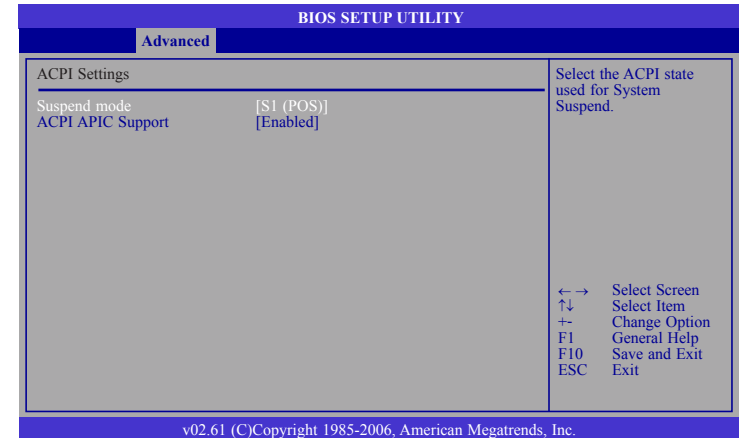 BIOS SETUP UTILITY
Advanced
ACPI Settings
Suspend mode [S1 (POS)]
ACPI APIC Support [Enabled]
Select the ACPI state
used for System
Suspend.
←→ Select Screen
↑↓ Select Item
+- Change Option
F1 General Help
F10 Save and Exit
ESC Exit
v02.61 (C)Copyright 1985-2006, American Megatrends, Inc.